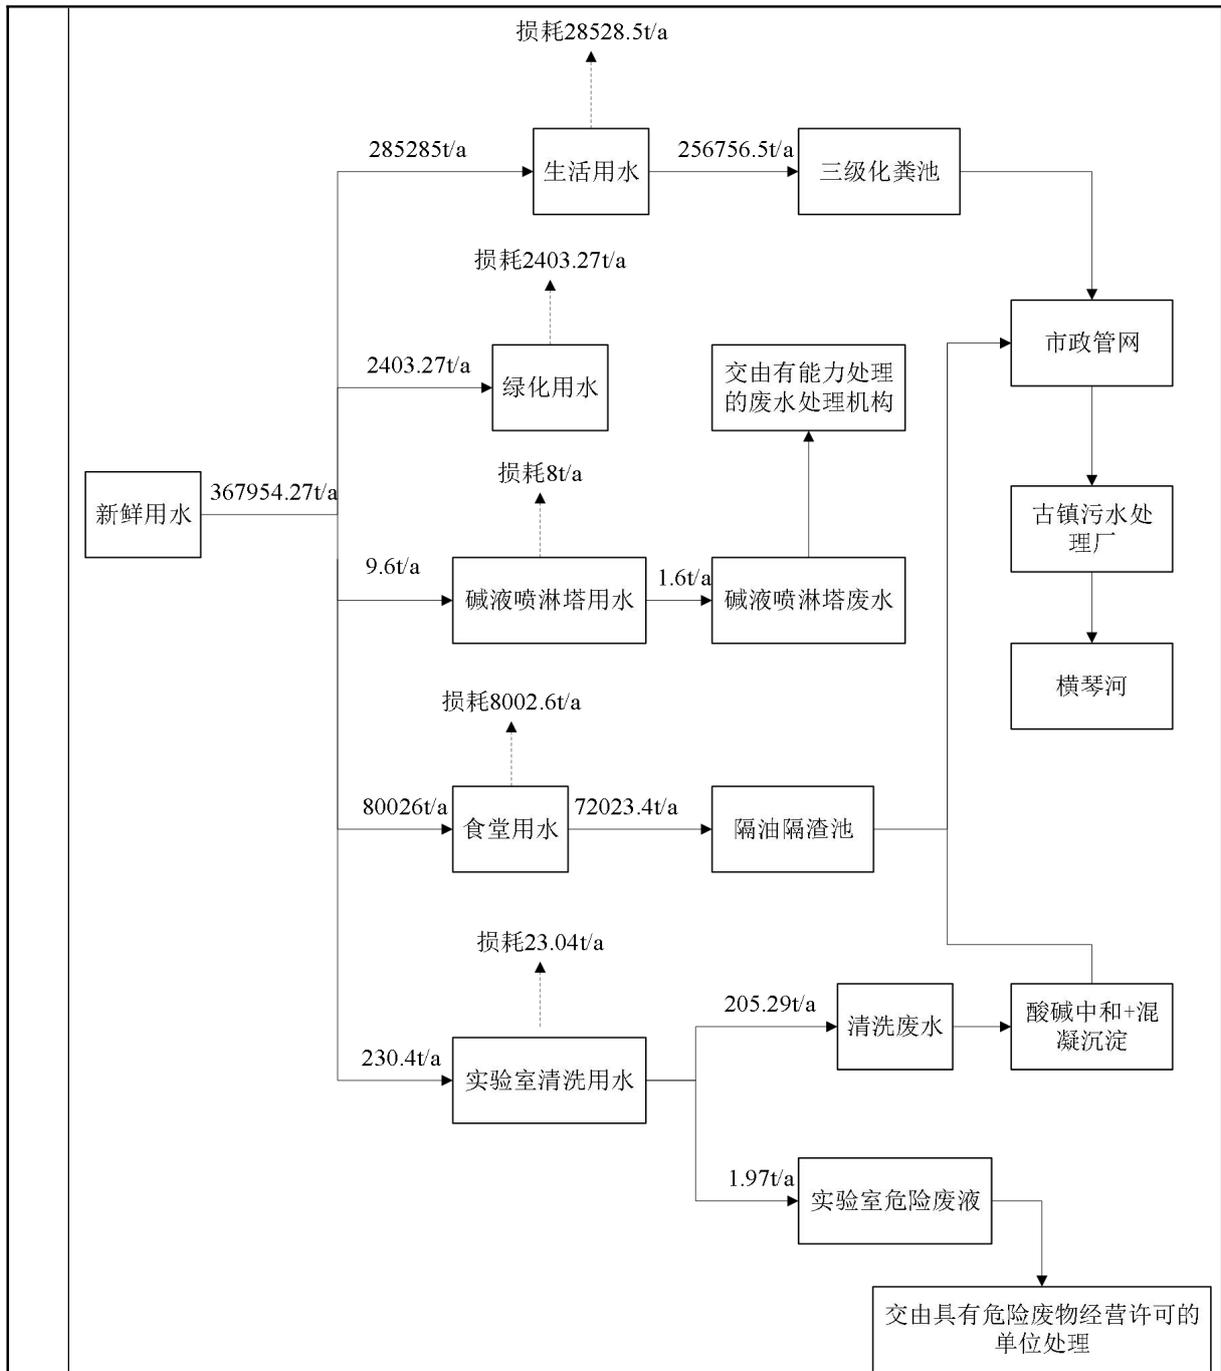 损耗28528.5t/a
285285t/a
生活用水
256756.5t/a
三级化粪池
损耗2403.27t/a
2403.27t/a
绿化用水
交由有能力处理
的废水处理机构
市政管网
损耗8t/a
新鲜用水
367954.27t/a
古镇污水处
理厂
9.6t/a
碱液喷淋塔用水
1.6t/a
碱液喷淋塔废水
横琴河
损耗8002.6t/a
80026t/a
食堂用水
72023.4t/a
隔油隔渣池
损耗23.04t/a
205.29t/a
清洗废水
酸碱中和+混
凝沉淀
230.4t/a
实验室清洗用水
1.97t/a
实验室危险废液
交由具有危险废物经营许可的
单位处理